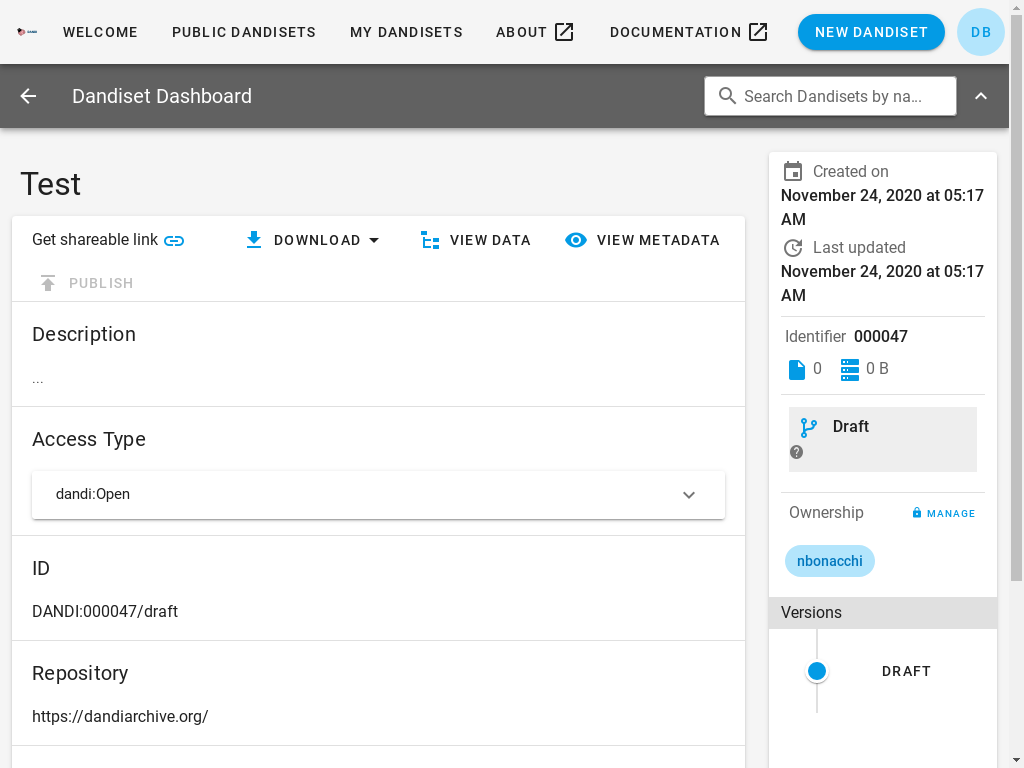 WELCOME
PUBLIC DANDISETS
MY DANDISETS
ABOUT
DOCUMENTATION
NEW DANDISET
DB
Dandiset Dashboard
Search Dandisets by na...
Test
Get shareable link
DOWNLOAD
VIEW DATA
VIEW METADATA
PUBLISH
Description
...
Access Type
dandi:Open
ID
DANDI:000047/draft
Repository
https://dandiarchive.org/
Created on
November 24, 2020 at 05:17
AM
Last updated
November 24, 2020 at 05:17
AM
Identifier 000047
0
0 B
Draft
Ownership
MANAGE
nbonacchi
Versions
DRAFT